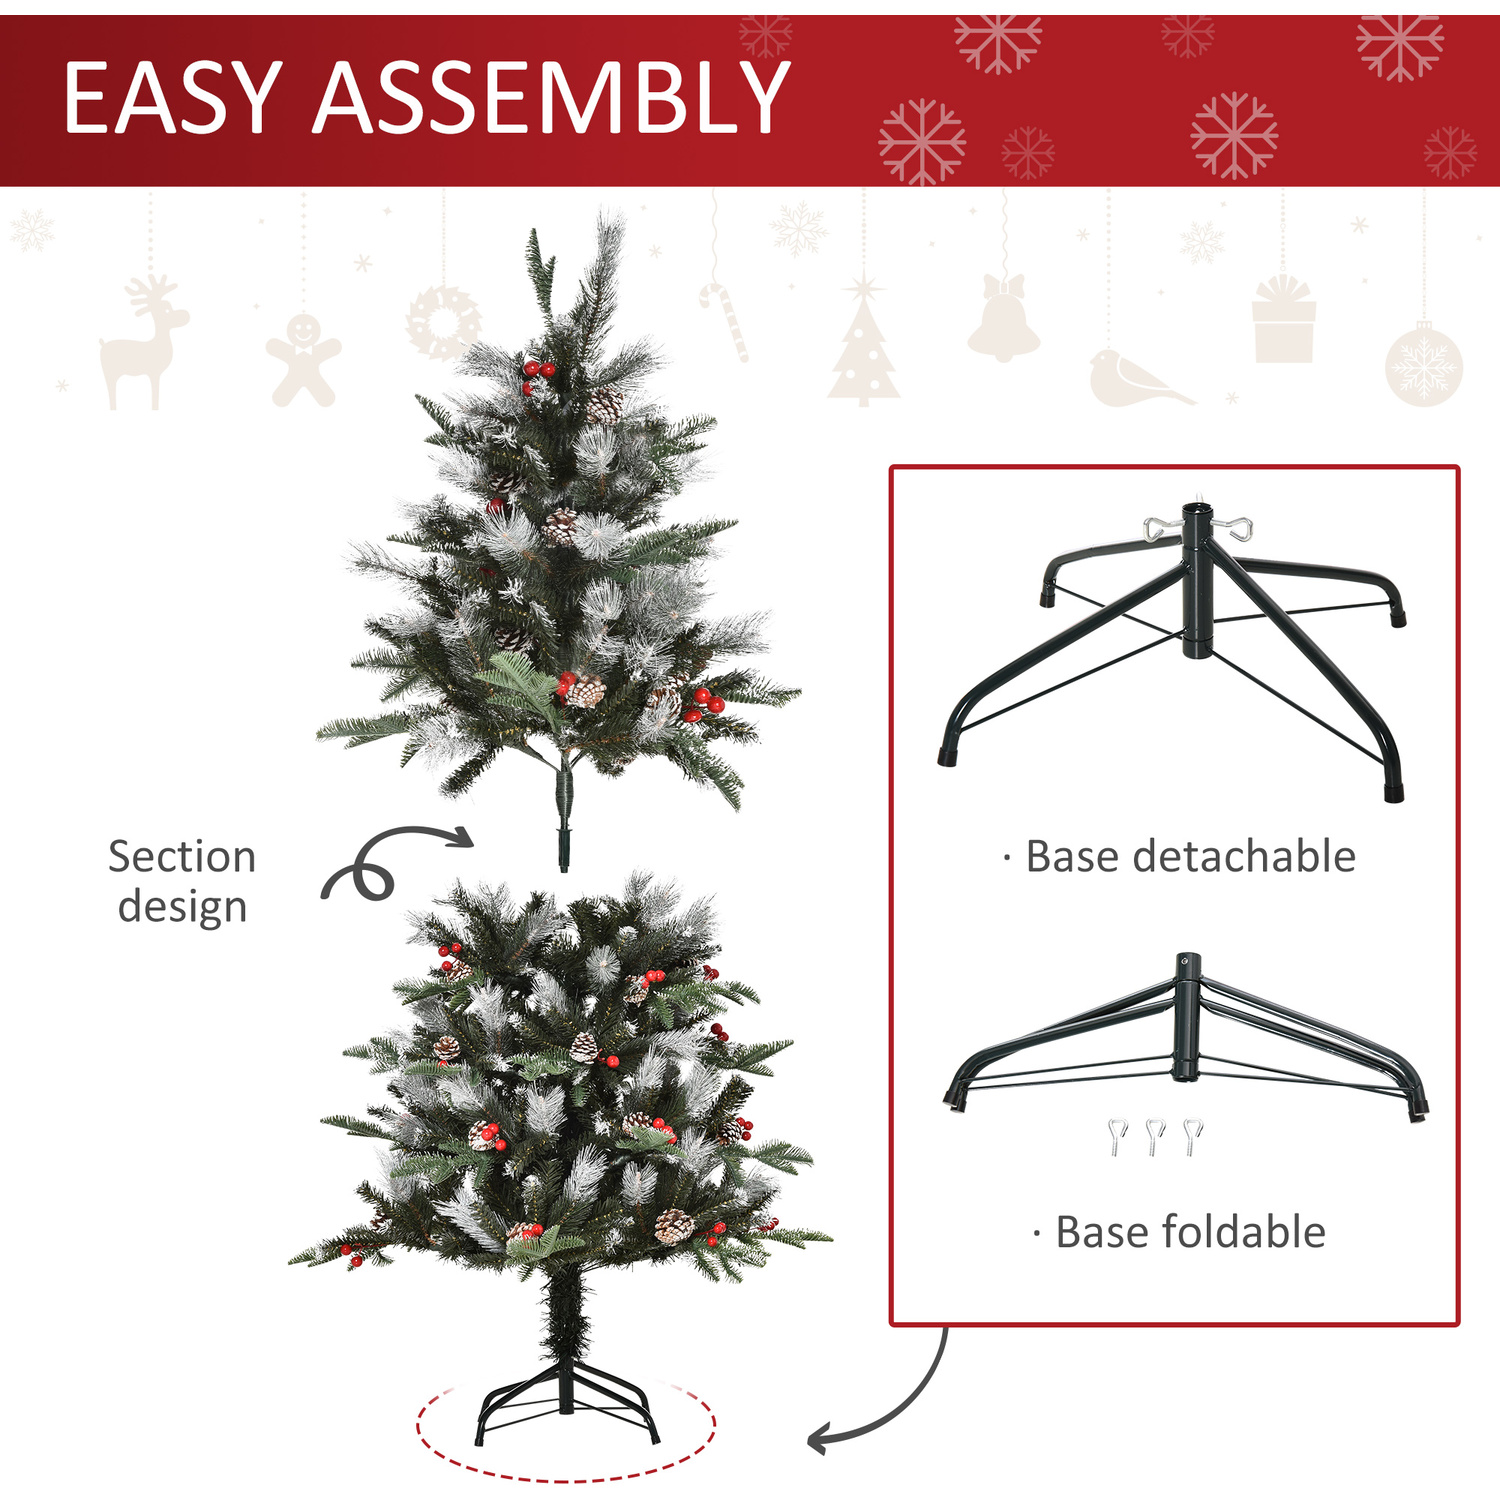 EASY ASSEMBLY
Section
design
· Base detachable
· Base foldable